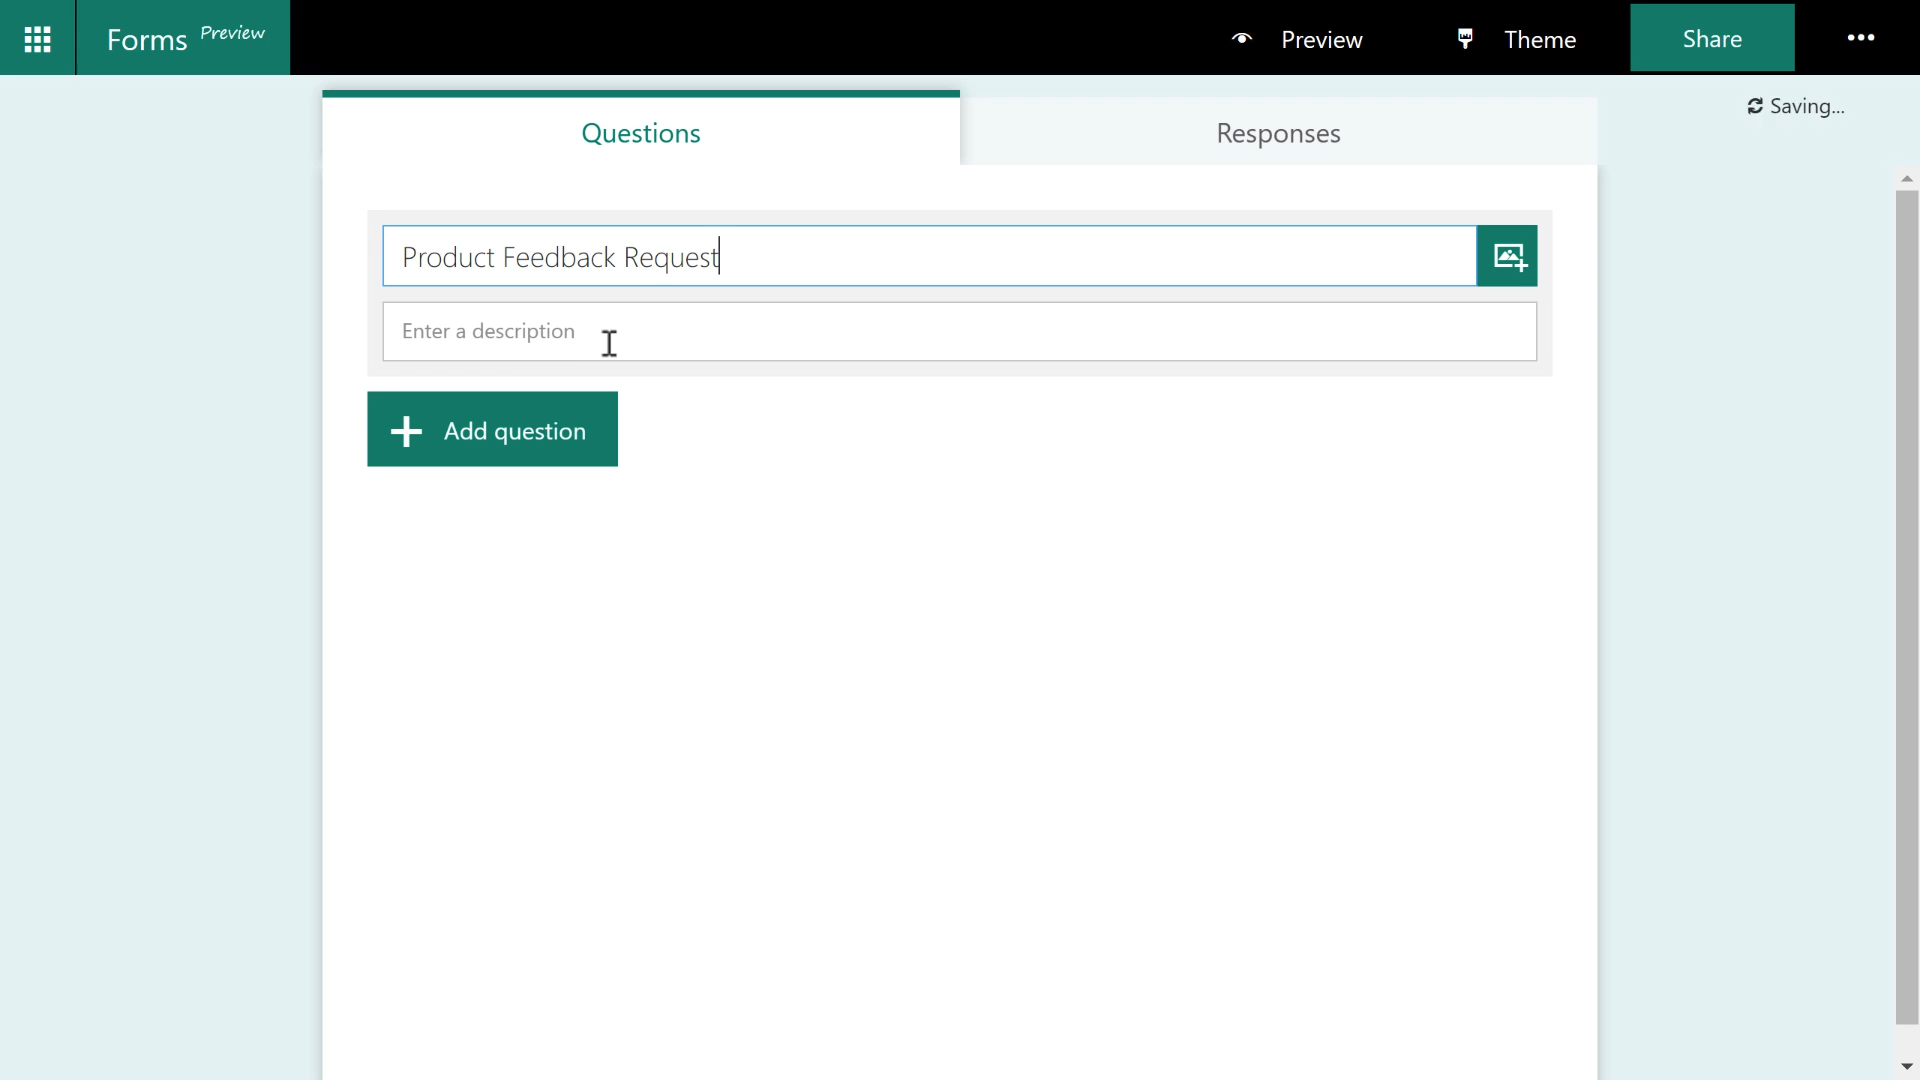 Forms Preview
Preview
Theme
Share
Saving...
Questions
Responses
Product Feedback Request
Enter a description
Add question